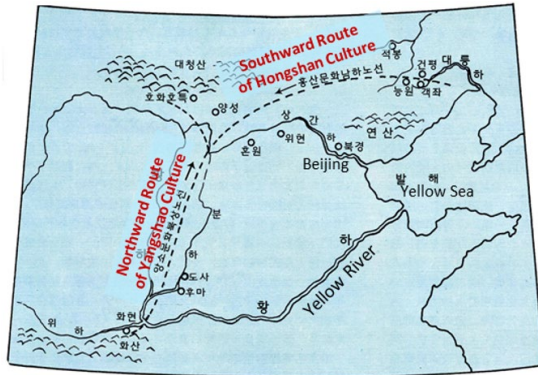 Southward Route
of Hongshan Culture
적봉
건평
대릉하
능원
객좌
대청산
호화호특
양성
홍산문화남하노선
상간하
위현
혼원
연산
북경
Beijing
발해
Yellow Sea
Northward Route
of Yangshao Culture
앙소문화북상노선
황하
분하
도사
후마
황하
Yellow River
화현
위하
화산